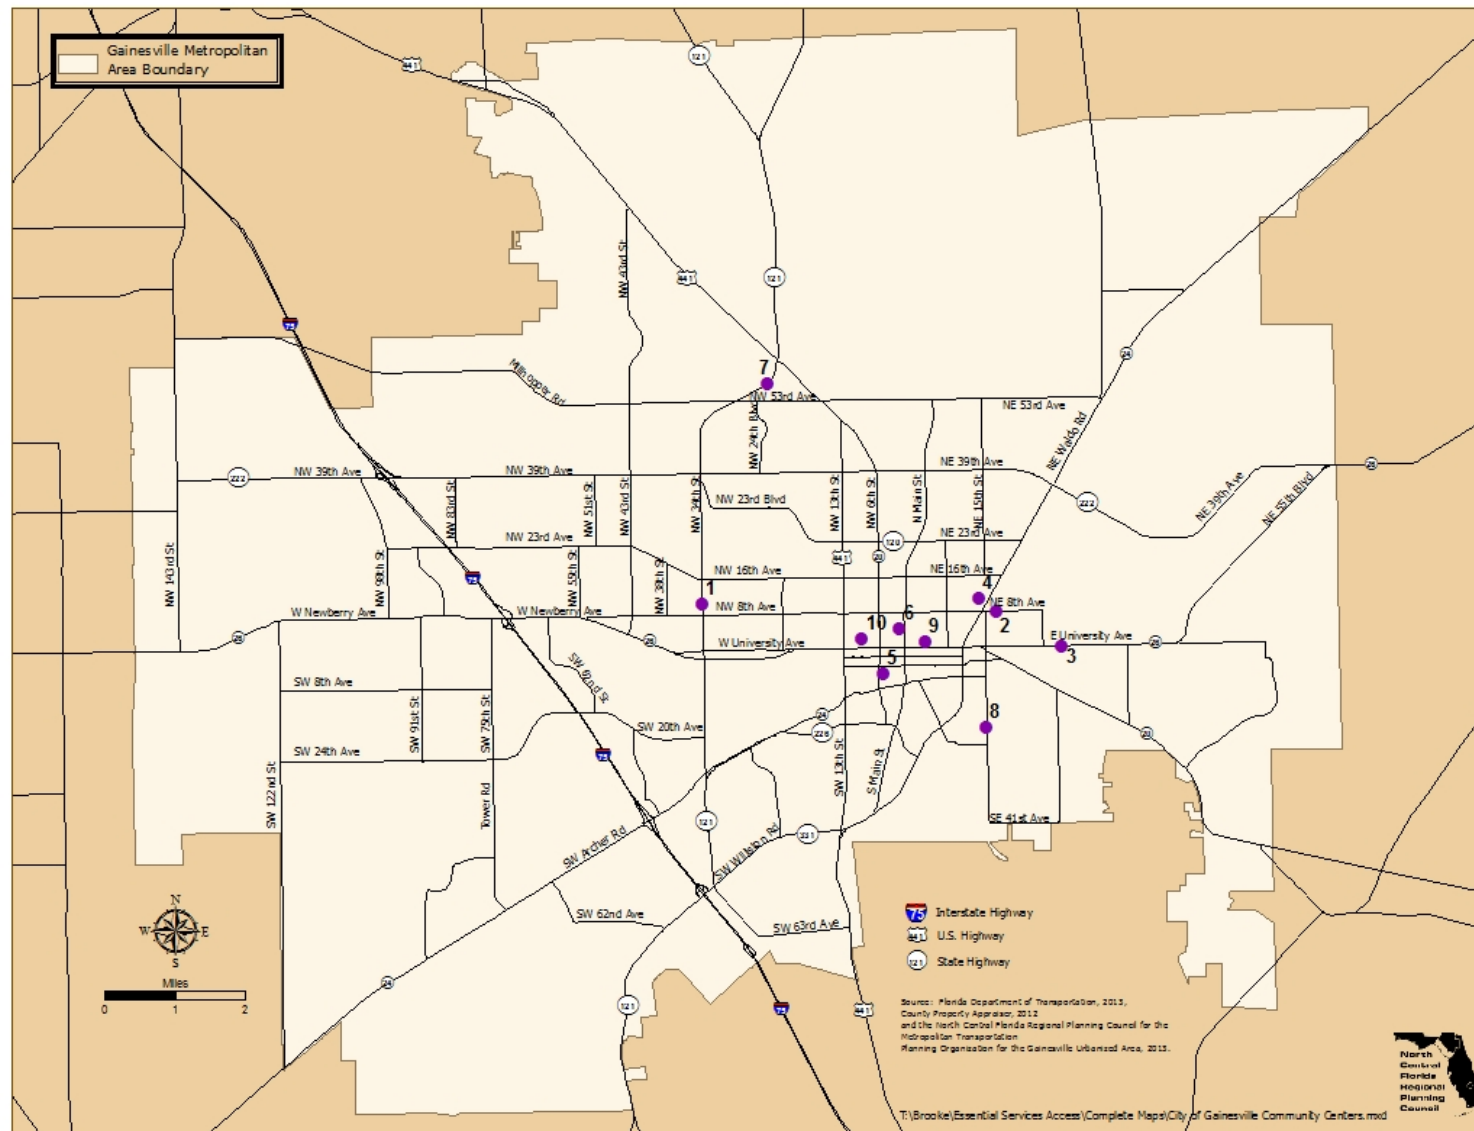 Gainesville Metropolitan
Area Boundary
441
121
NW 43rd St
441
121
75
Millhopper Rd
7
NW 53rd Ave
NE 53rd Ave
24
NW 24th Blvd
NE Waldo Rd
222
NW 39th Ave
NW 39th Ave
NE 39th Ave
26
NW 83rd St
NW 51st St
NW 43rd St
NW 34th St
NW 23rd Blvd
NW 13th St
NW 6th St
N Main St
NE 15th St
222
NE 39th Ave
NE 55th Blvd
NW 143rd St
NW 98th St
NW 23rd Ave
NW 55th St
NW 38th St
441
20
120
NE 23rd Ave
75
NW 16th Ave
NE 16th Ave
1
4
W Newberry Ave
W Newberry Ave
NW 8th Ave
NE 8th Ave
2
26
26
W University Ave
10
6
9
E University Ave
26
3
5
SW 8th Ave
SW 62nd St
SW 91st St
SW 75th St
SW 20th Ave
24
226
8
20
SW 24th Ave
75
SW 122nd St
Tower Rd
SW 13th St
S Main St
SE 41st Ave
SW Archer Rd
121
SW Williston Rd
331
SW 62nd Ave
SW 63rd Ave
N
W E
S
Miles
0 1 2
24
121
75
441
75 Interstate Highway
441 U.S. Highway
121 State Highway
Source: Florida Department of Transportation, 2013,
County Property Appraiser, 2012
and the North Central Florida Regional Planning Council for the
Metropolitan Transportation
Planning Organization for the Gainesville Urbanized Area, 2013.
North
Central
Florida
Regional
Planning
Council
T:\Brooke\Essential Services Access\Complete Maps\City of Gainesville Community Centers.mxd